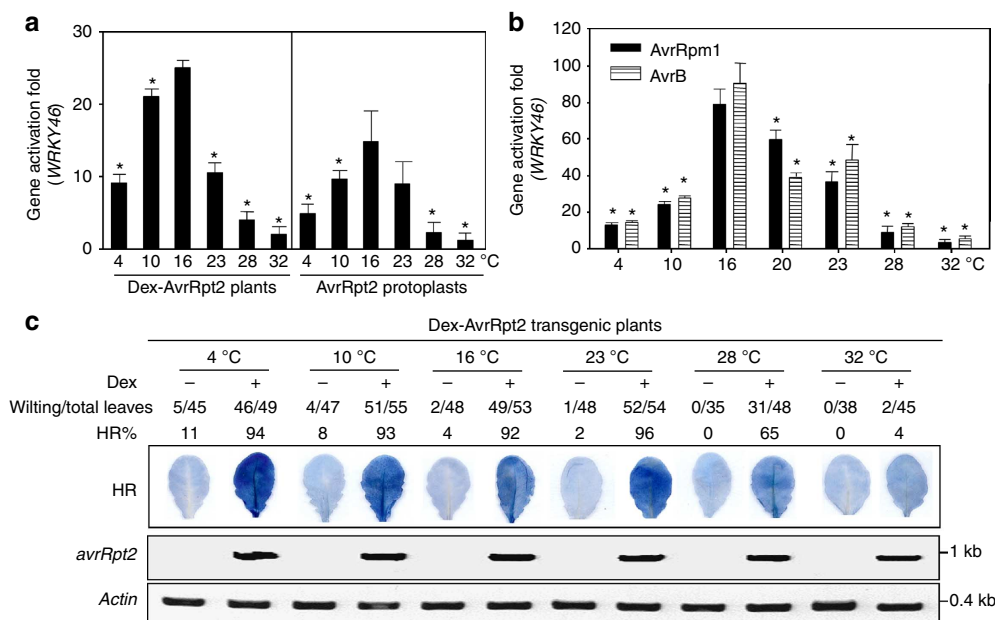 a
30
20
10
0
Gene activation fold
(WRKY46)
* * * * * * * * * *
4 10 16 23 28 32 4 10 16 23 28 32 °C
Dex-AvrRpt2 plants AvrRpt2 protoplasts
b
120
100
80
60
40
20
0
Gene activation fold
(WRKY46)
AvrRpm1
AvrB
* * * * * * * * * * * *
4 10 16 20 23 28 32 °C
c
Dex-AvrRpt2 transgenic plants
4 °C 10 °C 16 °C 23 °C 28 °C 32 °C
Dex – + – + – + – + – + – +
Wilting/total leaves 5/45 46/49 4/47 51/55 2/48 49/53 1/48 52/54 0/35 31/48 0/38 2/45
HR% 11 94 8 93 4 92 2 96 0 65 0 4
HR
avrRpt2 1 kb
Actin 0.4 kb